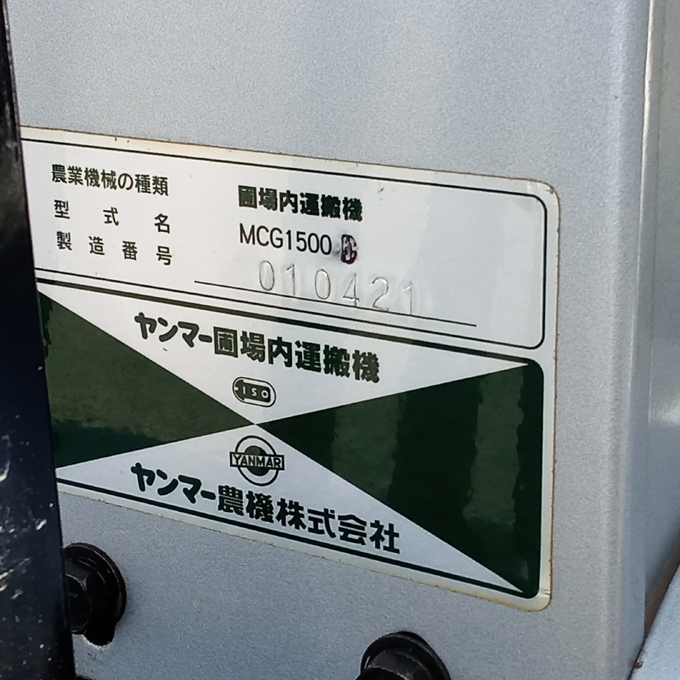 農業機械の種類 圃場内運搬機
型式名 MCG1500
製造番号 010421
ヤンマー圃場内運搬機
ISO
YANMAR
ヤンマー農機株式会社